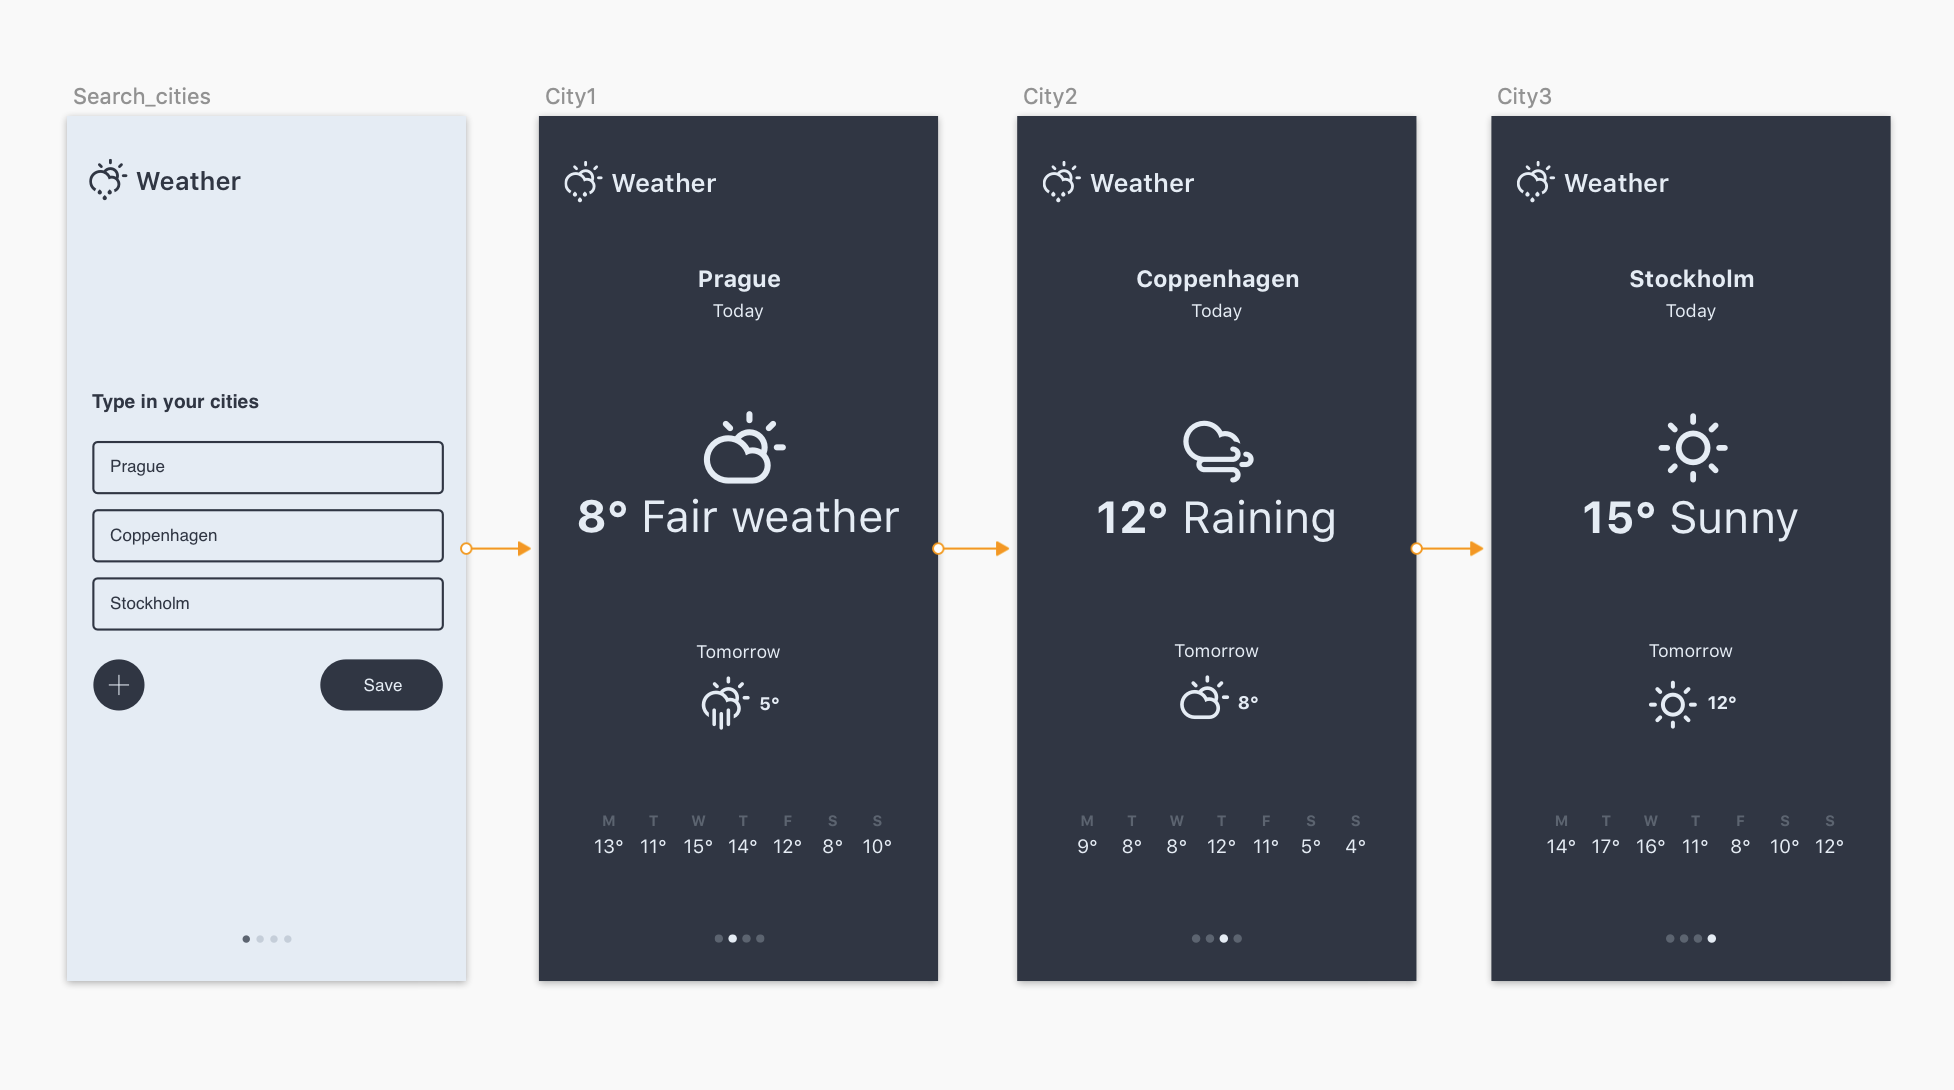 Search_cities
Weather
Type in your cities
Prague
Coppenhagen
Stockholm
Save
City1
Weather
Prague
Today
8° Fair weather
Tomorrow
5°
M T W T F S S
13° 11° 15° 14° 12° 8° 10°
City2
Weather
Coppenhagen
Today
12° Raining
Tomorrow
8°
M T W T F S S
9° 8° 8° 12° 11° 5° 4°
City3
Weather
Stockholm
Today
15° Sunny
Tomorrow
12°
M T W T F S S
14° 17° 16° 11° 8° 10° 12°